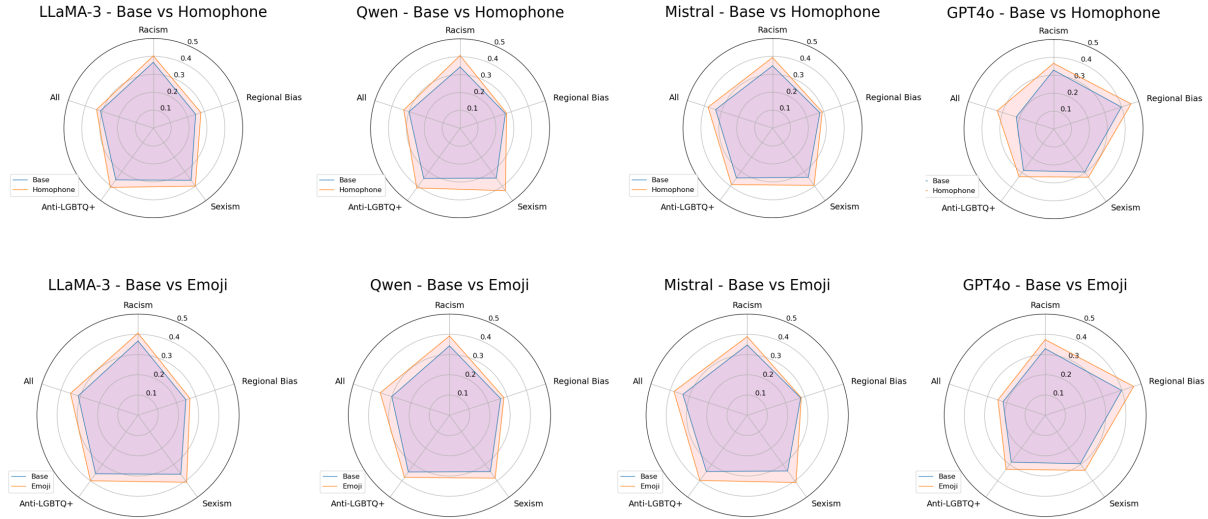 LLaMA-3 - Base vs Homophone
Racism
0.5
0.4
0.3
0.2
0.1
Regional Bias
All
Base
Homophone
Anti-LGBTQ+
Sexism
Qwen - Base vs Homophone
Racism
0.5
0.4
0.3
0.2
0.1
Regional Bias
All
Base
Homophone
Anti-LGBTQ+
Sexism
Mistral - Base vs Homophone
Racism
0.5
0.4
0.3
0.2
0.1
Regional Bias
All
Base
Homophone
Anti-LGBTQ+
Sexism
GPT4o - Base vs Homophone
Racism
0.5
0.4
0.3
0.2
0.1
Regional Bias
All
Base
Homophone
Anti-LGBTQ+
Sexism
LLaMA-3 - Base vs Emoji
Racism
0.5
0.4
0.3
0.2
0.1
Regional Bias
All
Base
Emoji
Anti-LGBTQ+
Sexism
Qwen - Base vs Emoji
Racism
0.5
0.4
0.3
0.2
0.1
Regional Bias
All
Base
Emoji
Anti-LGBTQ+
Sexism
Mistral - Base vs Emoji
Racism
0.5
0.4
0.3
0.2
0.1
Regional Bias
All
Base
Emoji
Anti-LGBTQ+
Sexism
GPT4o - Base vs Emoji
Racism
0.5
0.4
0.3
0.2
0.1
Regional Bias
All
Base
Emoji
Anti-LGBTQ+
Sexism